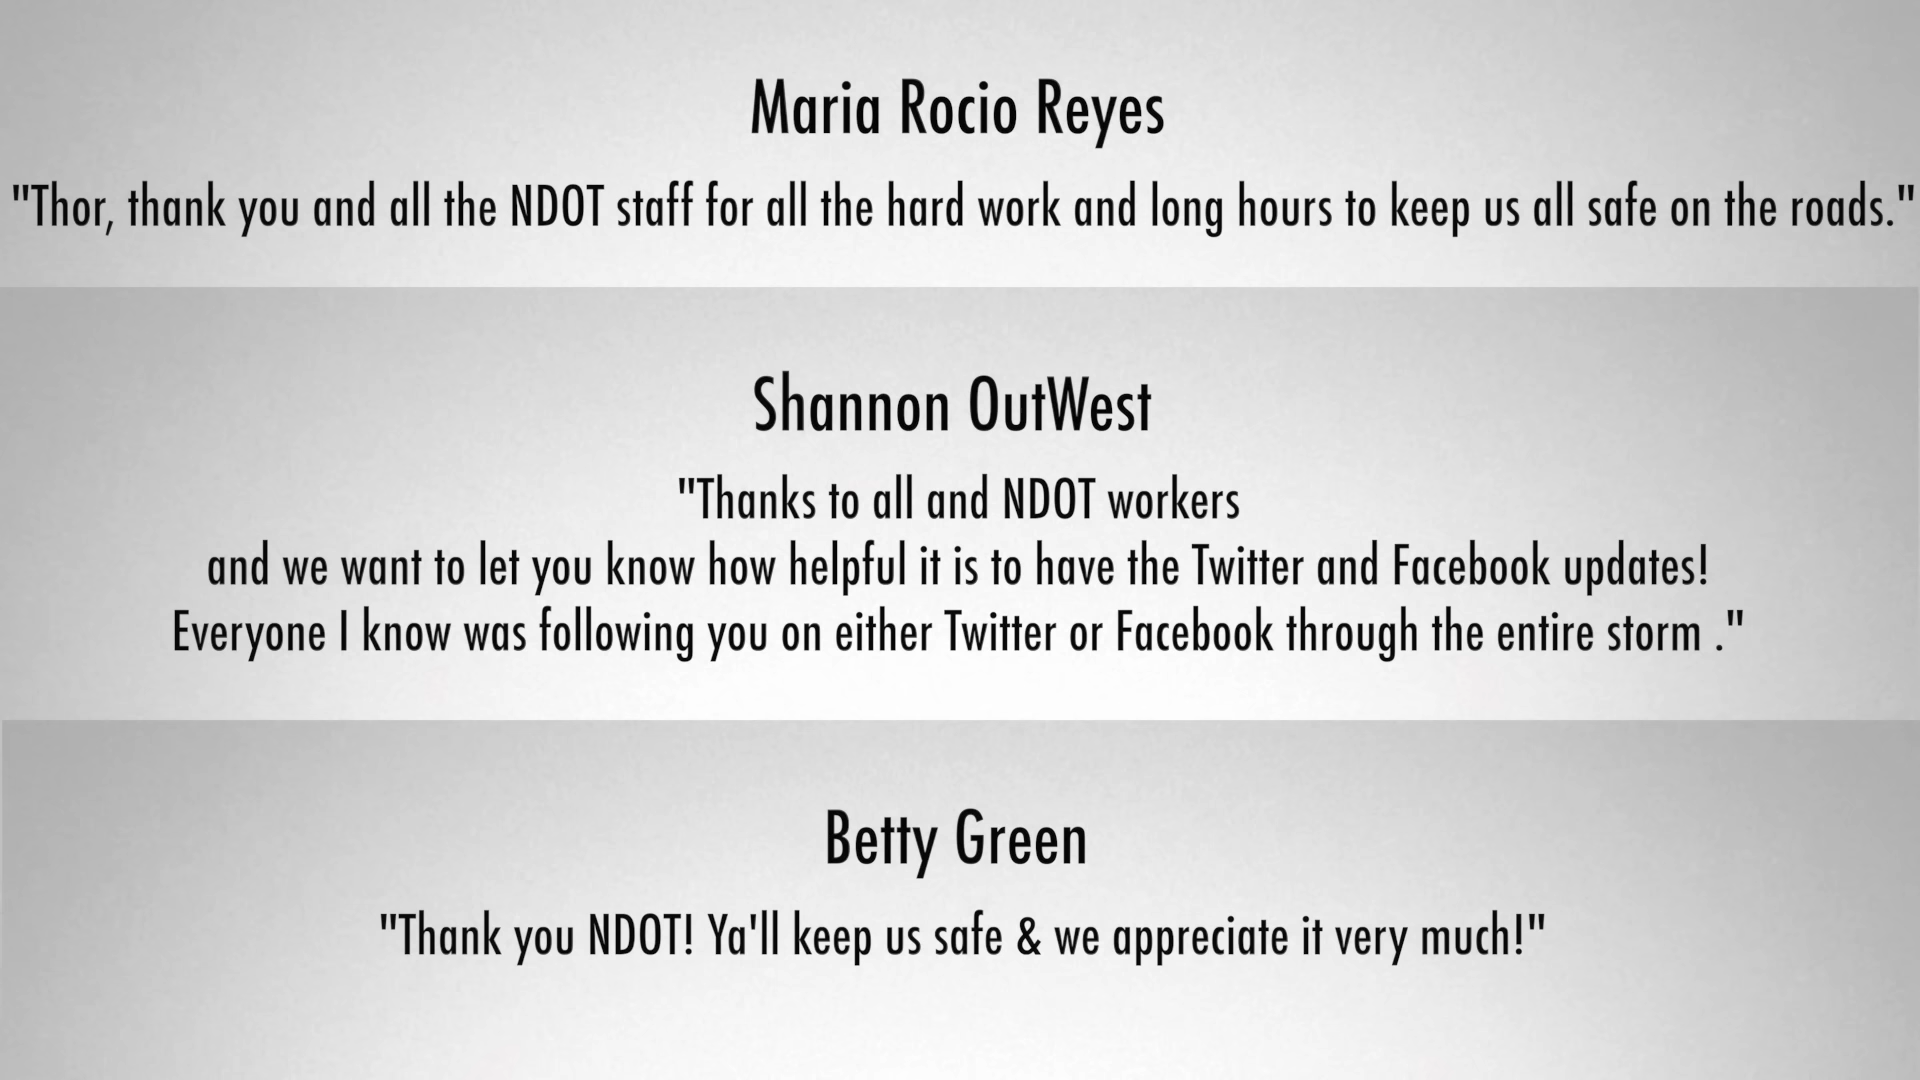 Maria Rocio Reyes
"Thor, thank you and all the NDOT staff for all the hard work and long hours to keep us all safe on the roads."
Shannon OutWest
"Thanks to all and NDOT workers
and we want to let you know how helpful it is to have the Twitter and Facebook updates!
Everyone I know was following you on either Twitter or Facebook through the entire storm ."
Betty Green
"Thank you NDOT! Ya'll keep us safe & we appreciate it very much!"